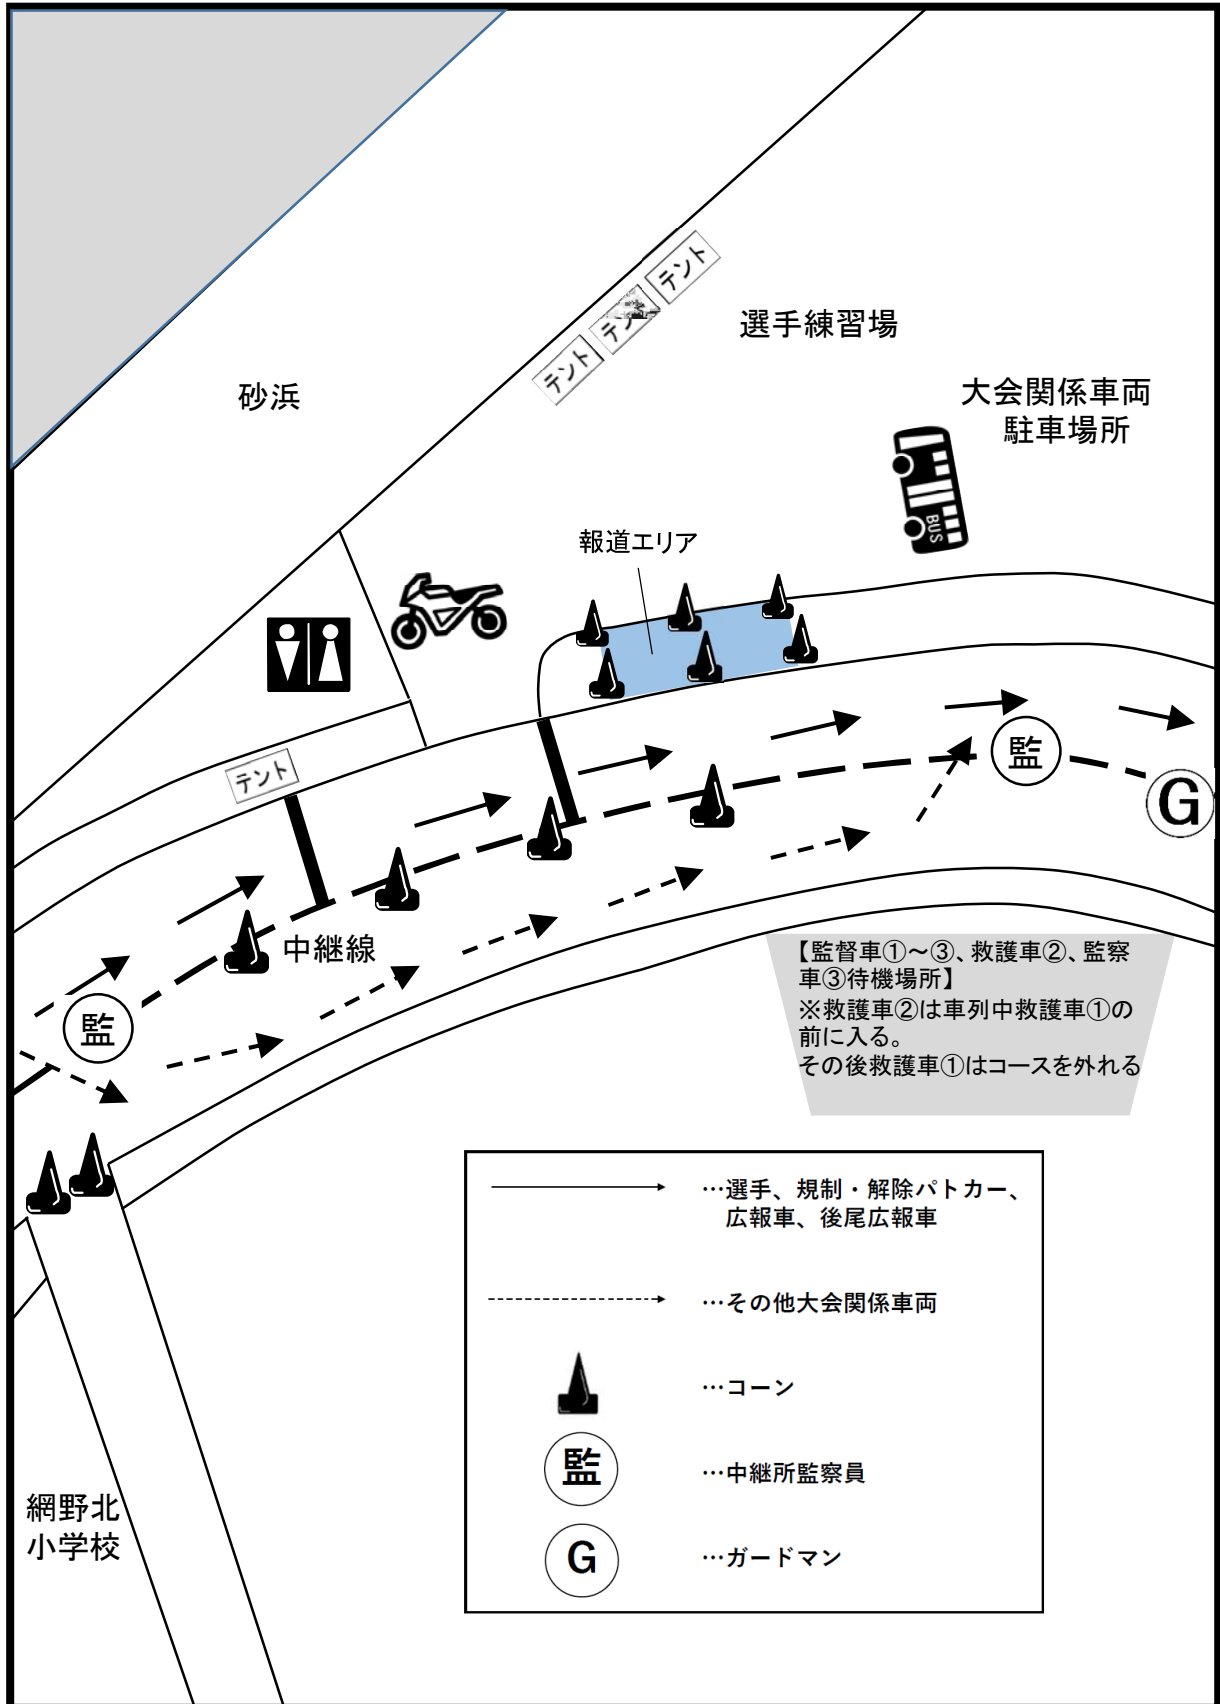 テント
テント
テント
選手練習場
砂浜
大会関係車両
駐車場所
BUS
報道エリア
テント
監
G
中継線
監
【監督車①～③、救護車②、監察
車③待機場所】
※救護車②は車列中救護車①の
前に入る。
その後救護車①はコースを外れる
…選手、規制・解除パトカー、
広報車、後尾広報車
…その他大会関係車両
…コーン
監
…中継所監察員
G
…ガードマン
網野北
小学校